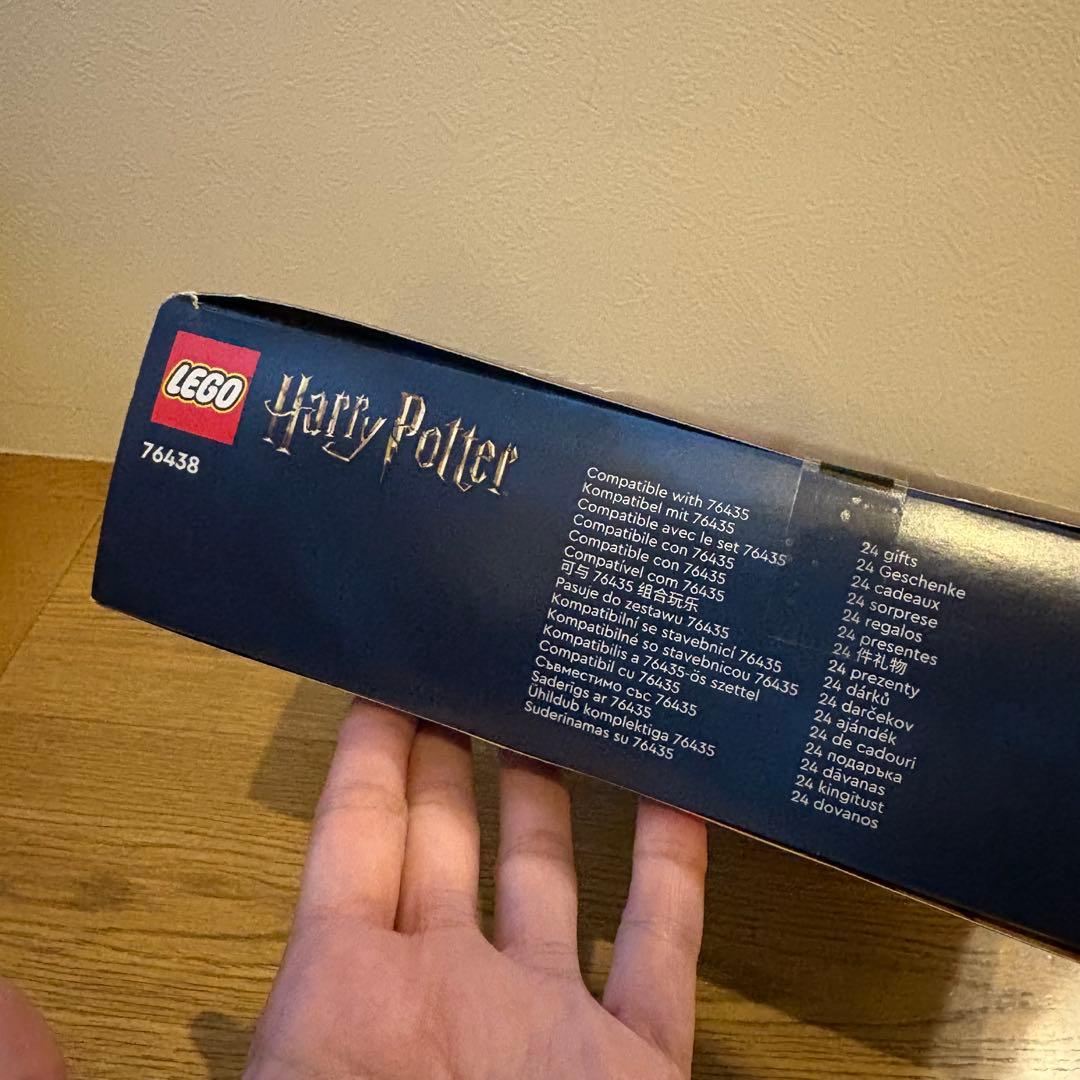 LEGO
Harry Potter
76438
Compatible with 76435
Kompatibel mit 76435
Compatible avec le set 76435
Compatibile con 76435
Compatible con 76435
Compatível com 76435
可与 76435 组合玩乐
Pasuje do zestawu 76435
Kompatibilní se stavebnicí 76435
Kompatibilné so stavebnicou 76435
Kompatibilis a 76435-ös szettel
Compatibil cu 76435
Съвместимо със 76435
Saderīgs ar 76435
Ühildub komplektiga 76435
Suderinamas su 76435
24 gifts
24 Geschenke
24 cadeaux
24 sorprese
24 regalos
24 presentes
24 件礼物
24 prezenty
24 dárků
24 darčekov
24 ajándék
24 de cadouri
24 подаръка
24 dāvanas
24 kingitust
24 dovanos